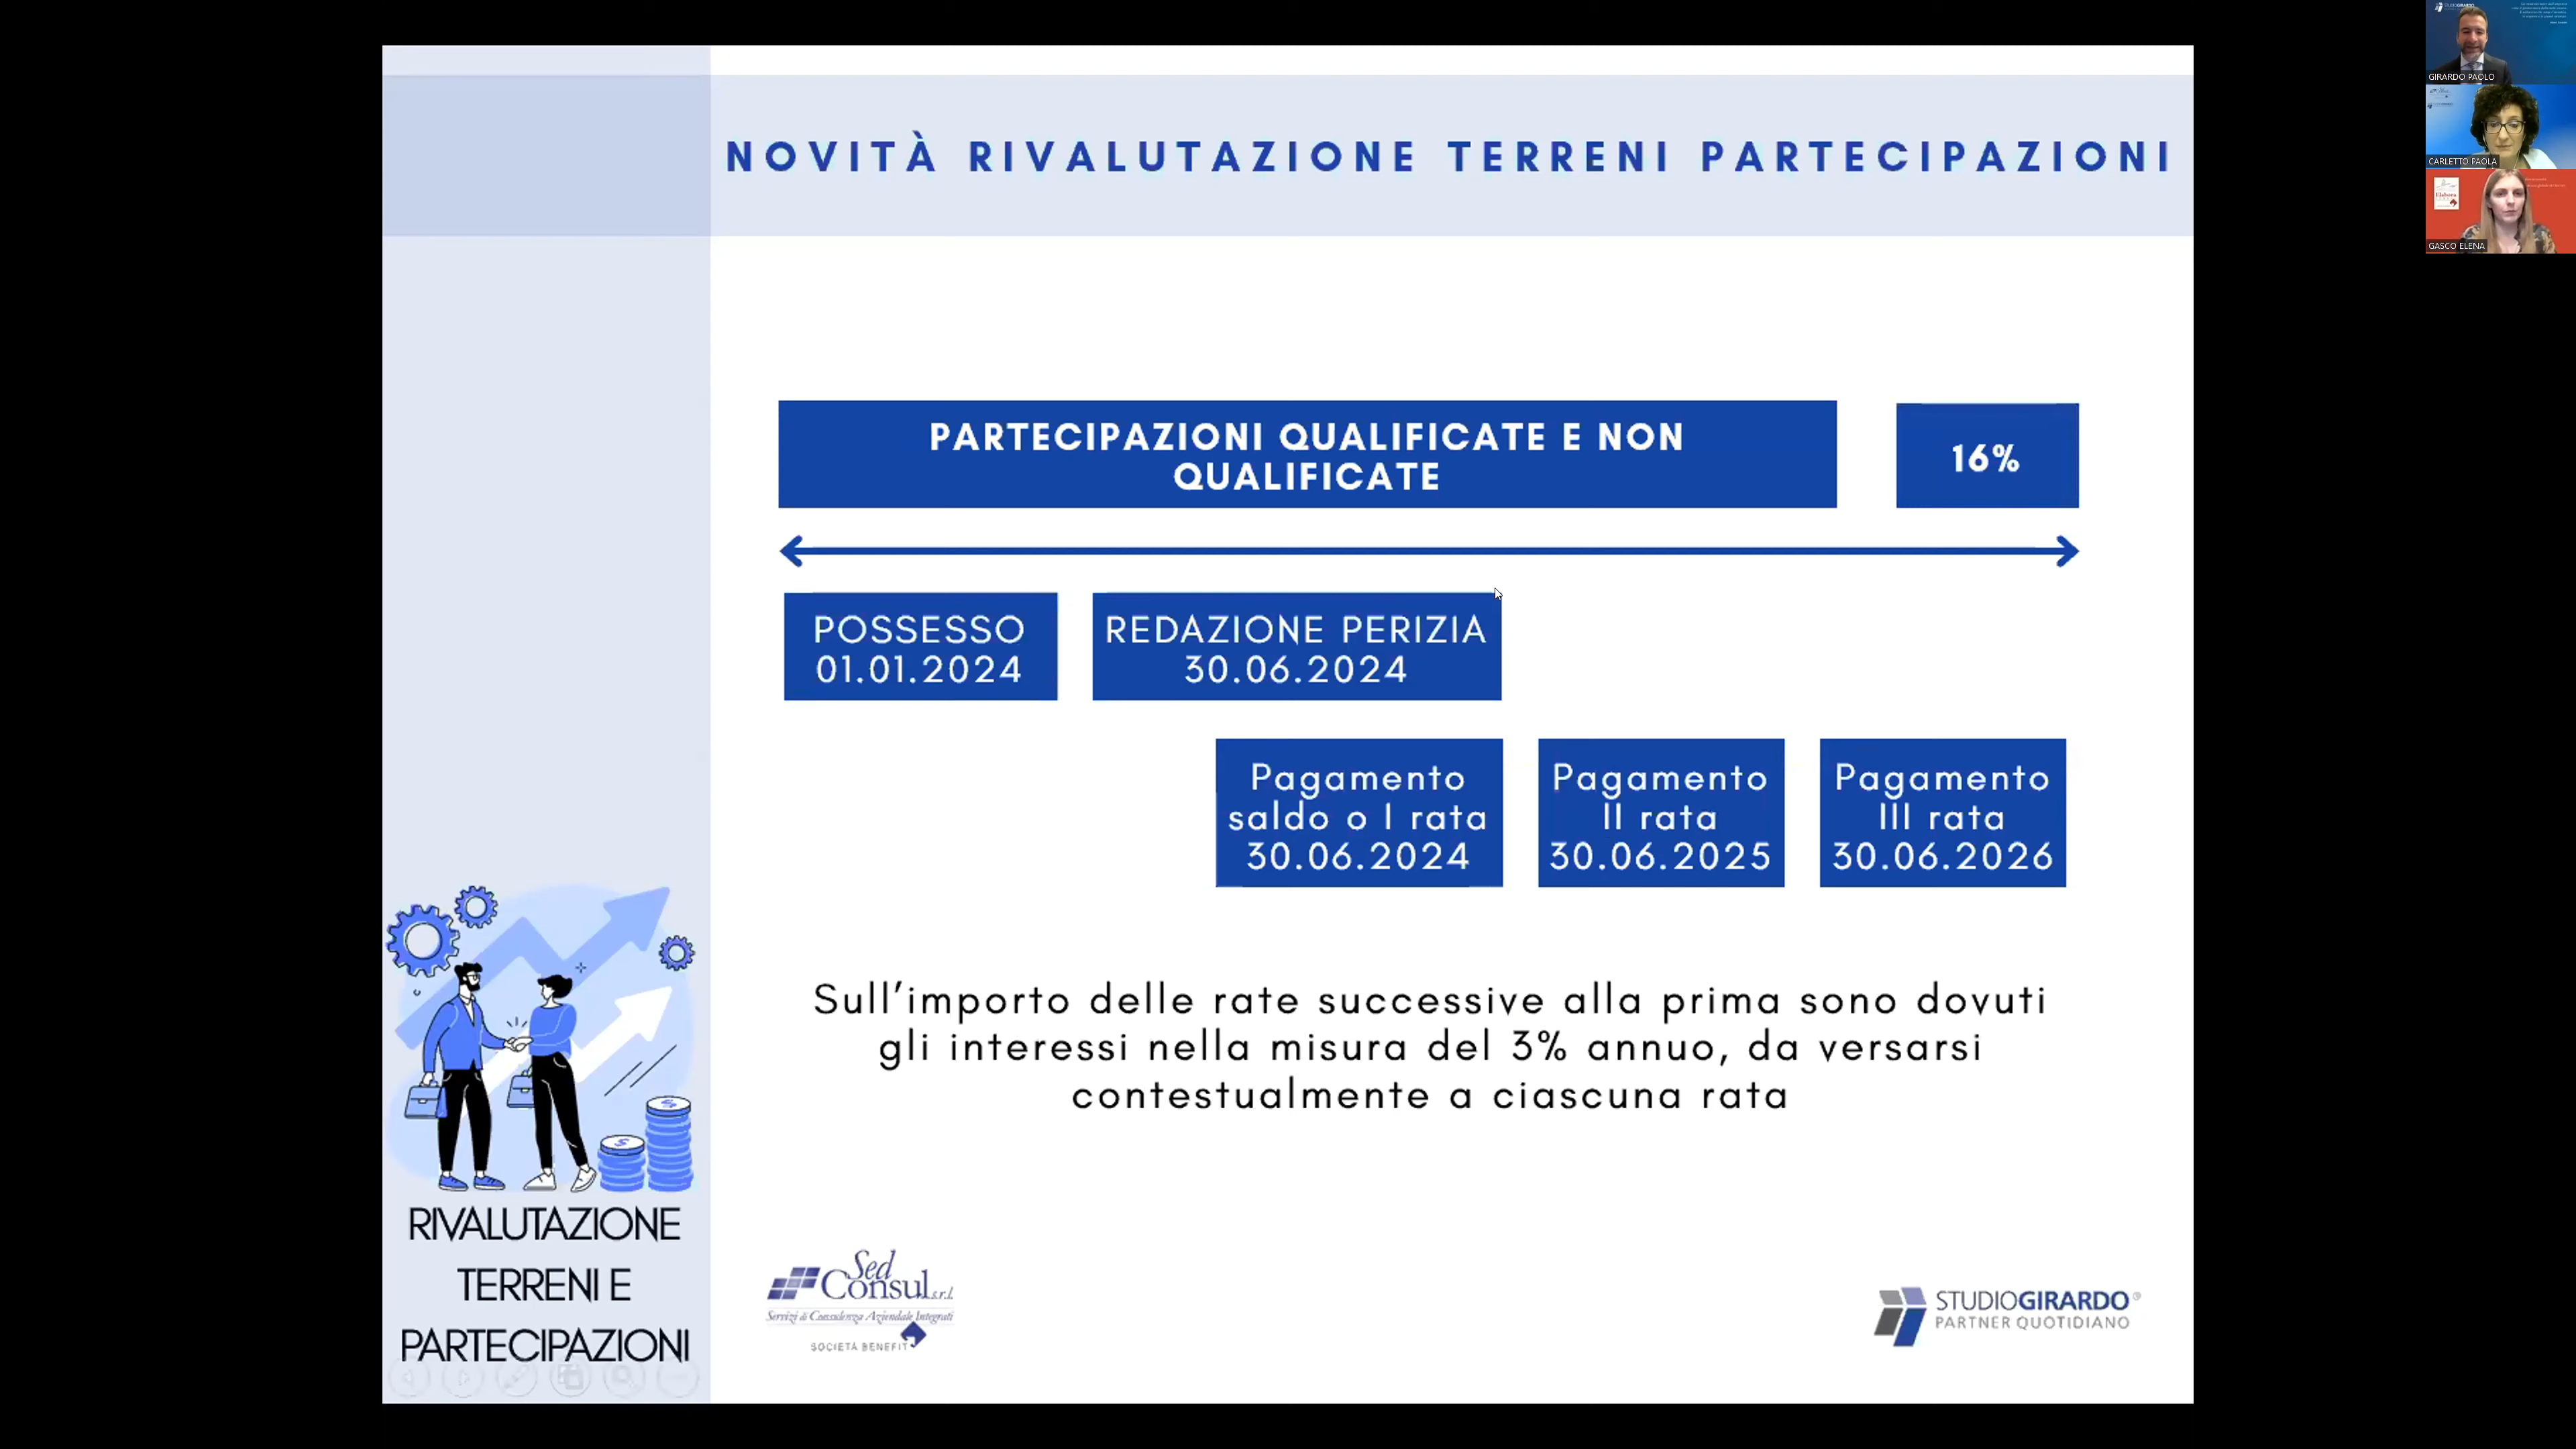 NOVITÀ RIVALUTAZIONE TERRENI PARTECIPAZIONI
PARTECIPAZIONI QUALIFICATE E NON
QUALIFICATE
16%
POSSESSO
01.01.2024
REDAZIONE PERIZIA
30.06.2024
Pagamento
saldo o I rata
30.06.2024
Pagamento
II rata
30.06.2025
Pagamento
III rata
30.06.2026
Sull'importo delle rate successive alla prima sono dovuti
gli interessi nella misura del 3% annuo, da versarsi
contestualmente a ciascuna rata
RIVALUTAZIONE
TERRENI E
PARTECIPAZIONI
Sed
Consul s.r.l.
Servizi di Consulenza Aziendale Integrati
SOCIETÀ BENEFIT
STUDIOGIRARDO®
PARTNER QUOTIDIANO
STUDIOGIRARDO
GIRARDO PAOLO
CARLETTO PAOLA
Elabora
GASCO ELENA